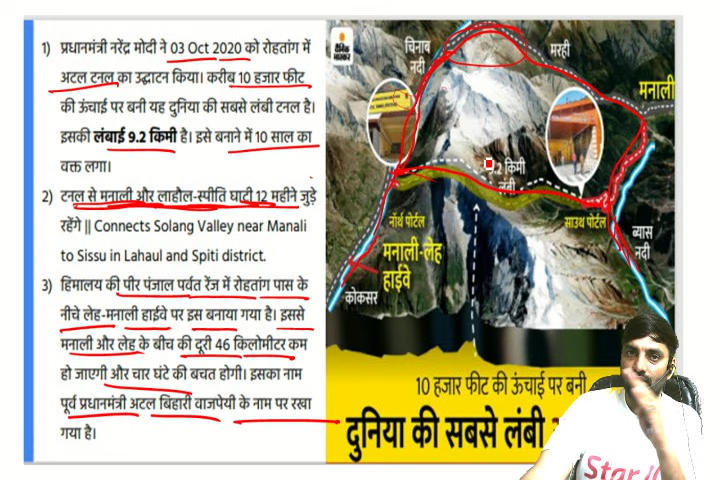 1) प्रधानमंत्री नरेंद्र मोदी ने 03 Oct 2020 को रोहतांग में
अटल टनल का उद्घाटन किया। करीब 10 हजार फीट
की ऊंचाई पर बनी यह दुनिया की सबसे लंबी टनल है।
इसकी लंबाई 9.2 किमी है। इसे बनाने में 10 साल का
वक्त लगा।
2) टनल से मनाली और लाहौल-स्पीति घाटी 12 महीने जुड़े
रहेंगे || Connects Solang Valley near Manali
to Sissu in Lahaul and Spiti district.
3) हिमालय की पीर पंजाल पर्वत रेंज में रोहतांग पास के
नीचे लेह-मनाली हाईवे पर इस बनाया गया है। इससे
मनाली और लेह के बीच की दूरी 46 किलोमीटर कम
हो जाएगी और चार घंटे की बचत होगी। इसका नाम
पूर्व प्रधानमंत्री अटल बिहारी वाजपेयी के नाम पर रखा
गया है।
दैनिक
भास्कर
चिनाब
नदी
मरही
मनाली
.2 किमी
लंबी
नॉर्थ पोर्टल
साउथ पोर्टल
मनाली-लेह
हाईवे
ब्यास
नदी
कोकसर
10 हजार फीट की ऊंचाई पर बनी
दुनिया की सबसे लंबी
Star